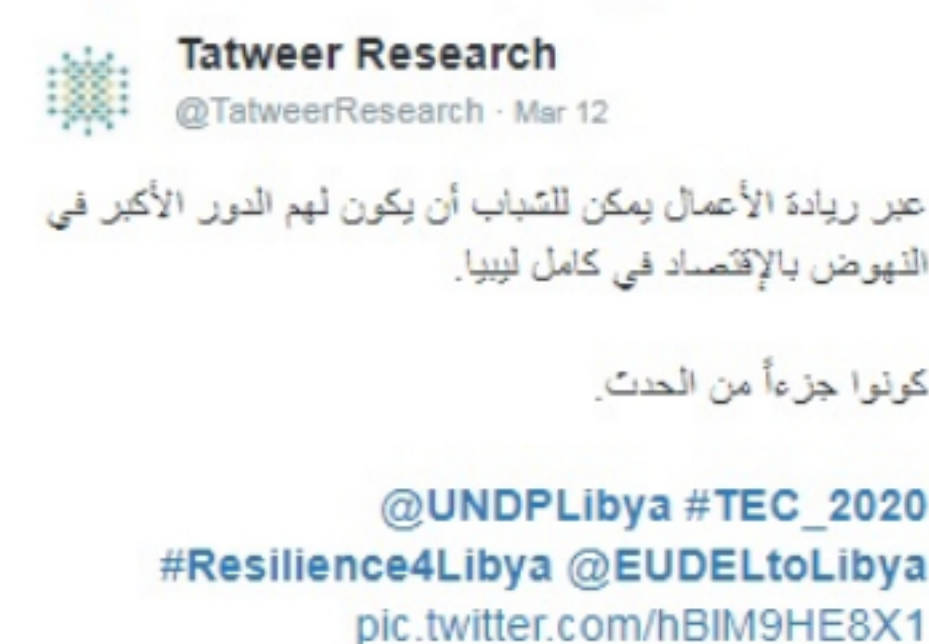 Tatweer Research
@TatweerResearch · Mar 12
عبر ريادة الأعمال يمكن للشباب أن يكون لهم الدور الأكبر في
النهوض بالإقتصاد في كامل ليبيا.
كونوا جزءاً من الحدث.
@UNDPLibya #TEC_2020
#Resilience4Libya @EUDELtoLibya
pic.twitter.com/hBIM9HE8X1